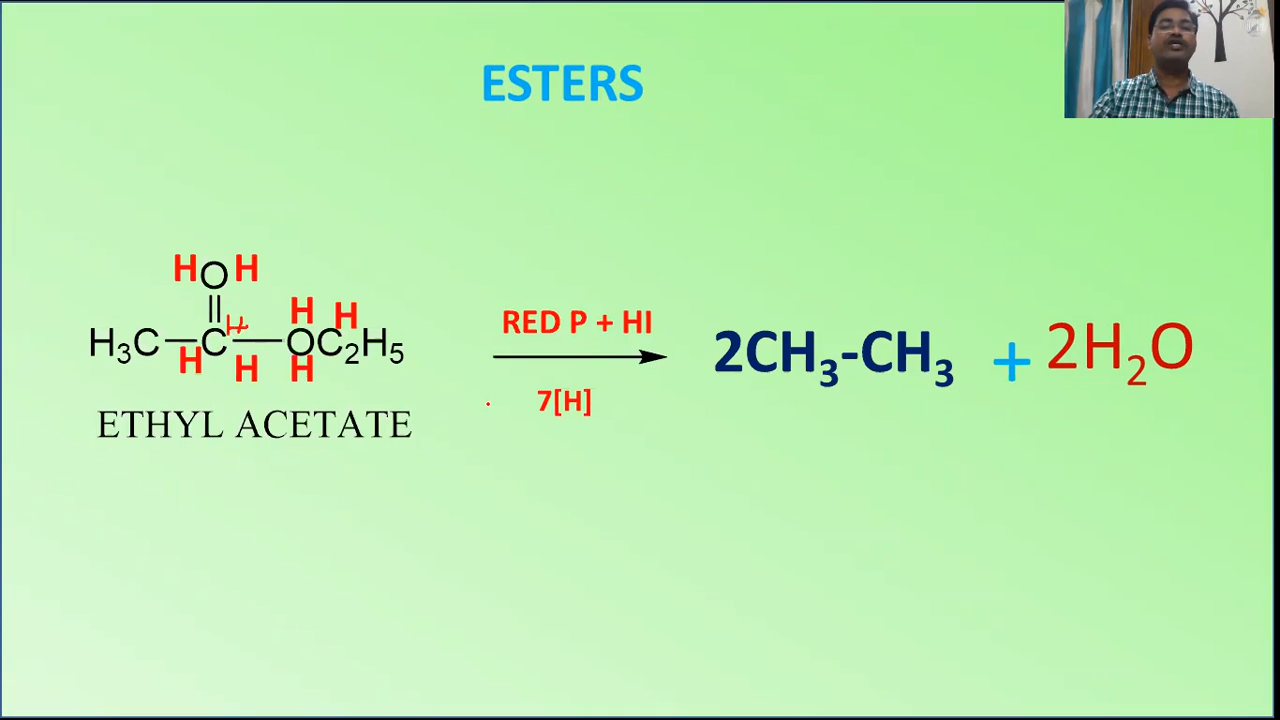 ESTERS
H O H
H H
H
H₃C C OC₂H₅
H H H
ETHYL ACETATE
RED P + HI
7[H]
2CH₃-CH₃ + 2H₂O